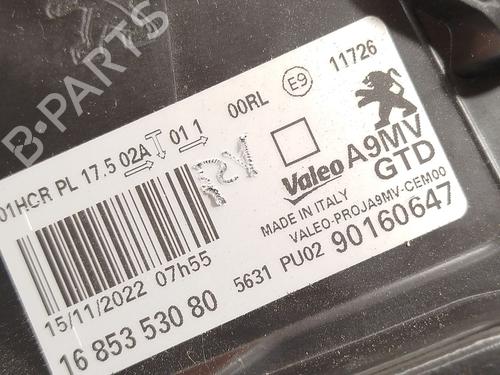 B-PARTS
01HCR PL 17.5 02A T 01 1 00RL E9 11726
Valeo A9MV
GTD
MADE IN ITALY
VALEO-PROJA9MV-CEM00
15/11/2022 07h55 5631 PU02 90160647
16 853 530 80